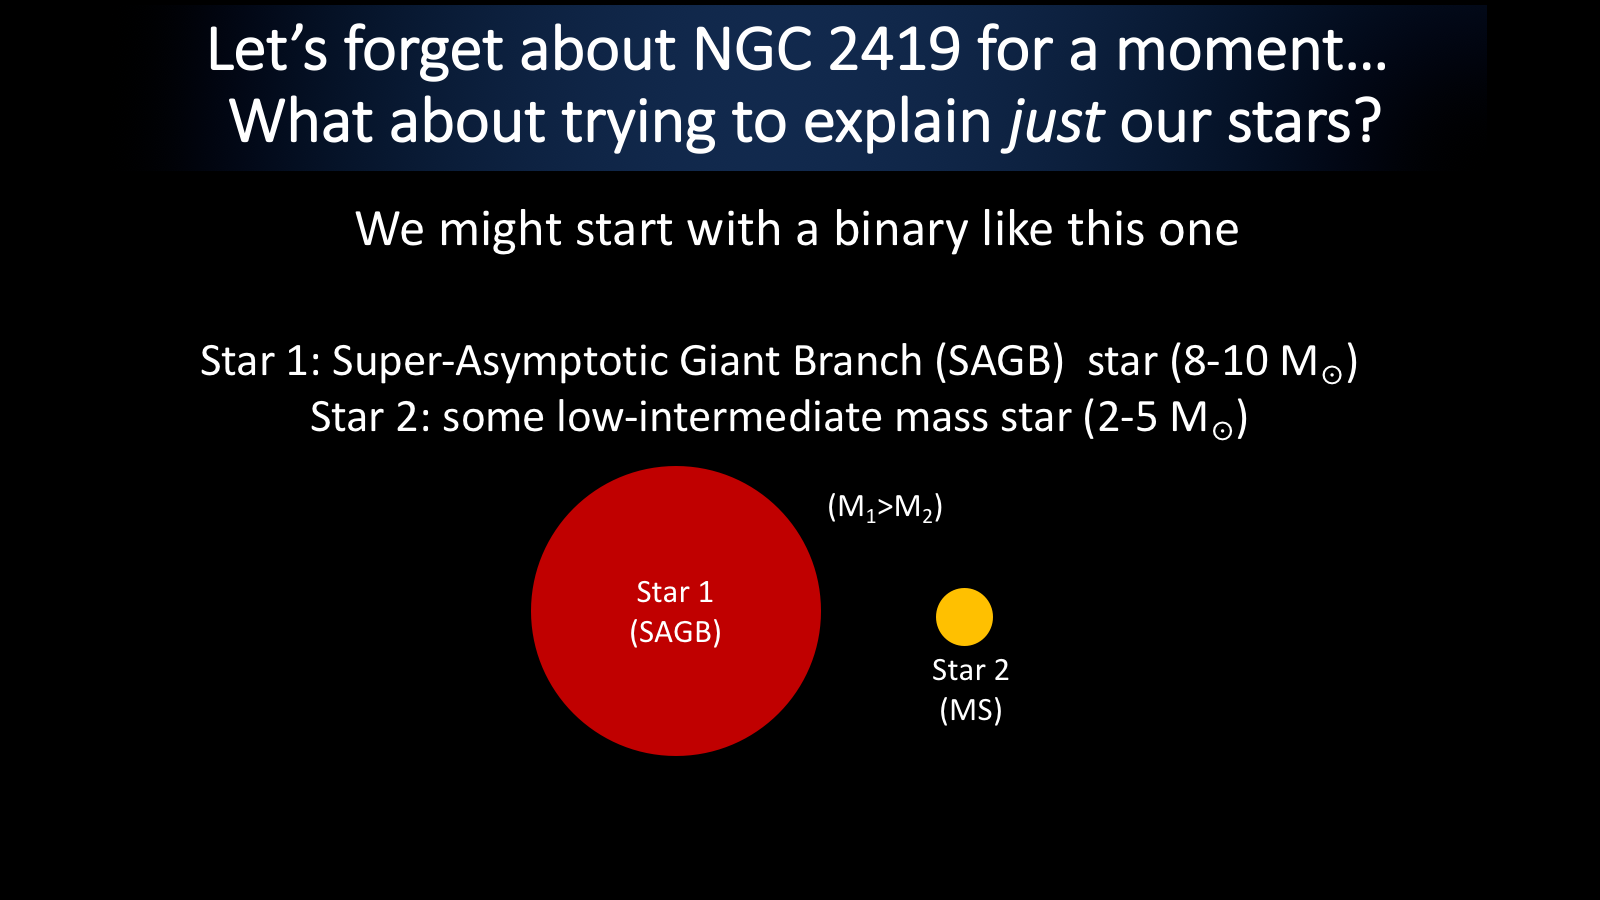 Let’s forget about NGC 2419 for a moment…
What about trying to explain just our stars?
We might start with a binary like this one
Star 1: Super-Asymptotic Giant Branch (SAGB)  star (8-10 M☉)
Star 2: some low-intermediate mass star (2-5 M☉)
(M₁>M₂)
Star 1
(SAGB)
Star 2
(MS)